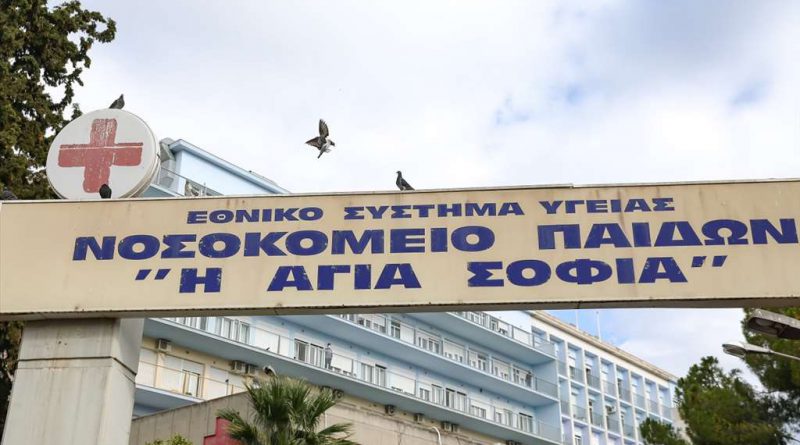 ΕΘΝΙΚΟ ΣΥΣΤΗΜΑ ΥΓΕΙΑΣ
ΝΟΣΟΚΟΜΕΙΟ ΠΑΙΔΩΝ
"Η ΑΓΙΑ ΣΟΦΙΑ"